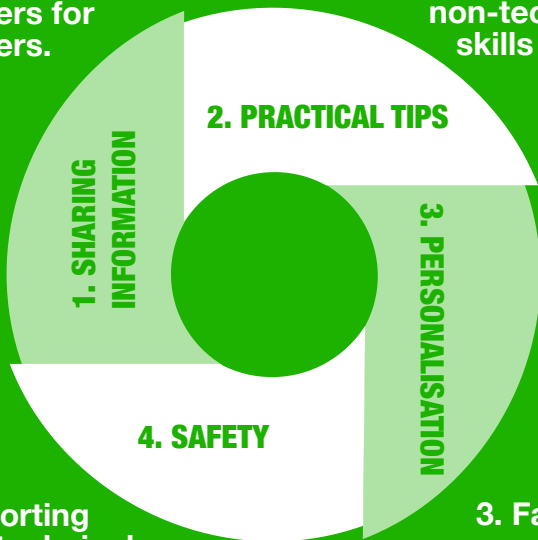 ers for
ers.
non-tec
skills
1. SHARING
INFORMATION
2. PRACTICAL TIPS
3. PERSONALISATION
4. SAFETY
orting
3. Fa